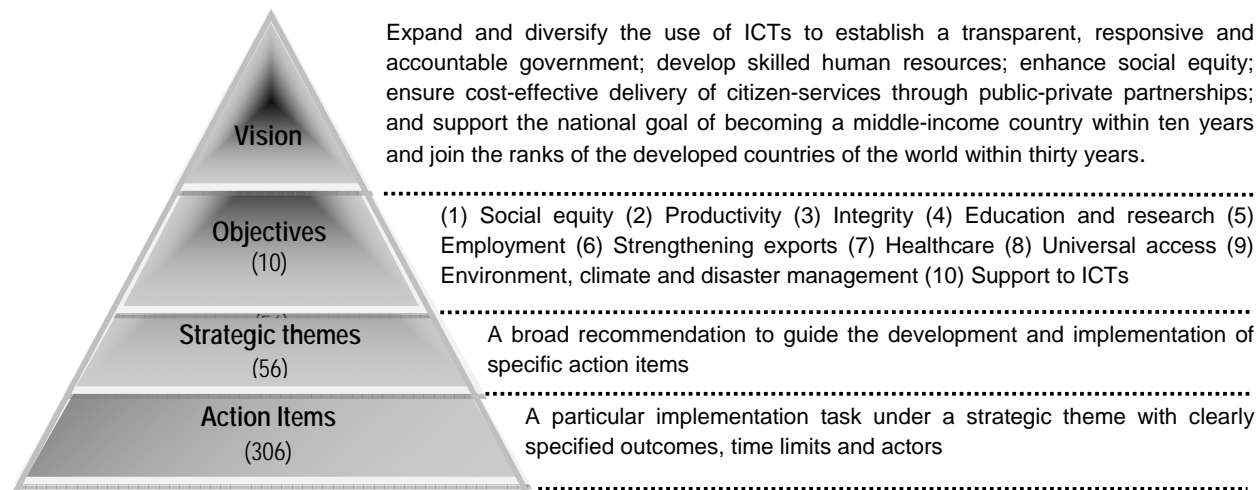 Expand and diversify the use of ICTs to establish a transparent, responsive and
accountable government; develop skilled human resources; enhance social equity;
ensure cost-effective delivery of citizen-services through public-private partnerships;
and support the national goal of becoming a middle-income country within ten years
and join the ranks of the developed countries of the world within thirty years.
Vision
(1) Social equity (2) Productivity (3) Integrity (4) Education and research (5)
Employment (6) Strengthening exports (7) Healthcare (8) Universal access (9)
Environment, climate and disaster management (10) Support to ICTs
Objectives
(10)
Strategic themes
(56)
A broad recommendation to guide the development and implementation of
specific action items
Action Items
(306)
A particular implementation task under a strategic theme with clearly
specified outcomes, time limits and actors